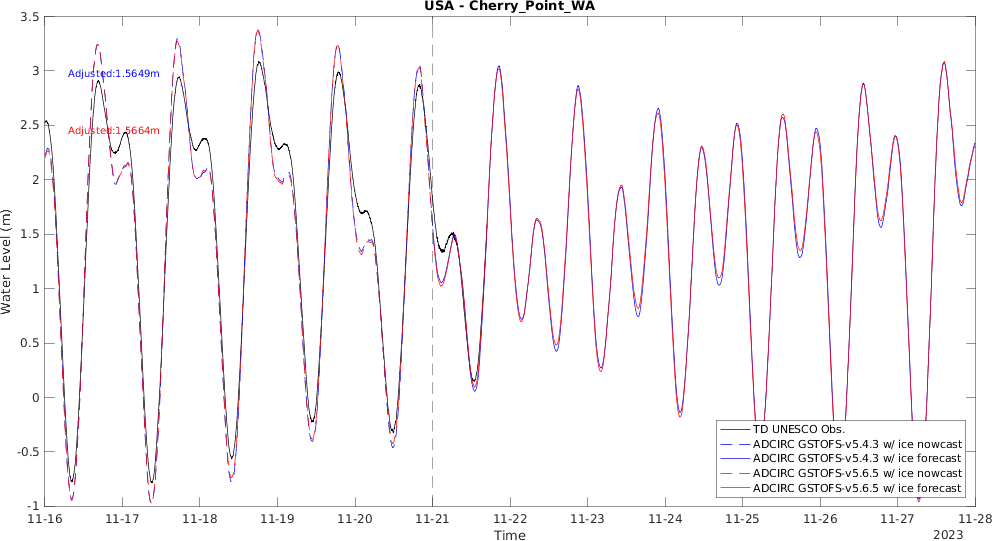 USA - Cherry_Point_WA
3.5
3
2.5
2
1.5
1
0.5
0
-0.5
-1
Water Level (m)
Adjusted:1.5649m
Adjusted:1.5664m
TD UNESCO Obs.
ADCIRC GSTOFS-v5.4.3 w/ ice nowcast
ADCIRC GSTOFS-v5.4.3 w/ ice forecast
ADCIRC GSTOFS-v5.6.5 w/ ice nowcast
ADCIRC GSTOFS-v5.6.5 w/ ice forecast
11-16 11-17 11-18 11-19 11-20 11-21 11-22 11-23 11-24 11-25 11-26 11-27 11-28
Time
2023